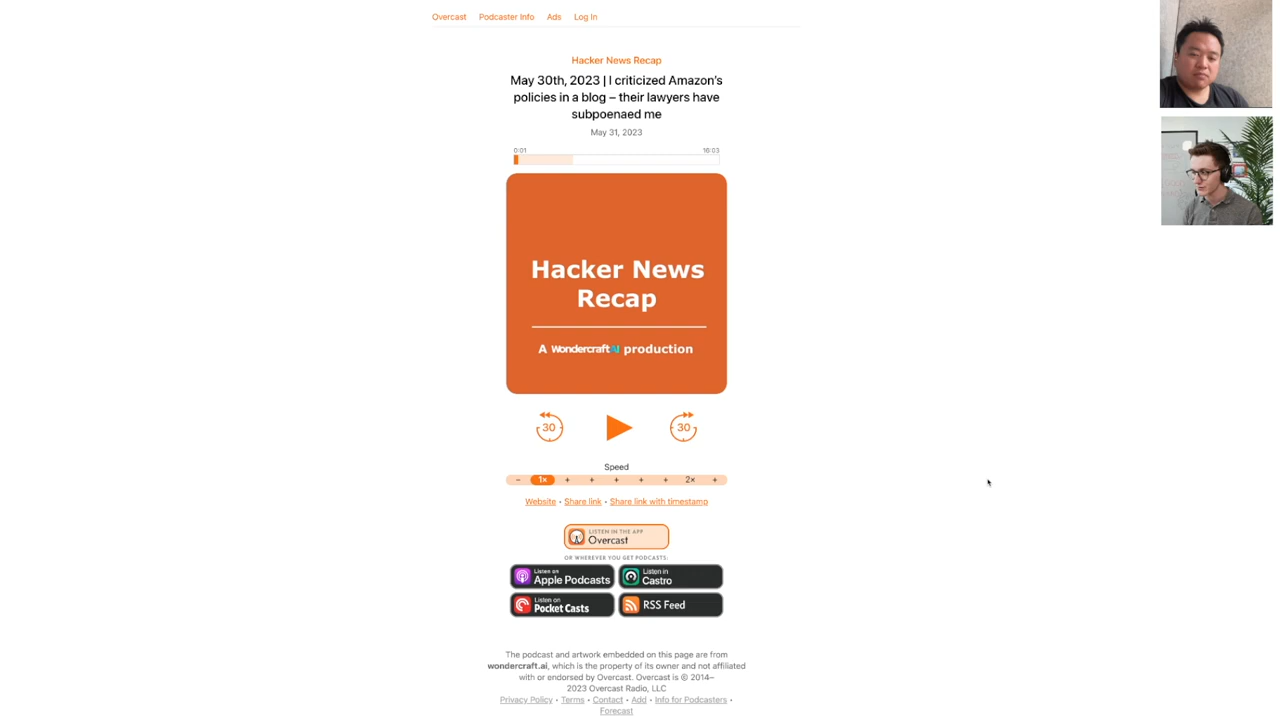 Overcast Podcaster Info Ads Log In
Hacker News Recap
May 30th, 2023 | I criticized Amazon's
policies in a blog – their lawyers have
subpoenaed me
May 31, 2023
0:01 16:03
Hacker News
Recap
A Wondercraft AI production
30 30
Speed
– 1× + + + + + 2× +
Website • Share link • Share link with timestamp
LISTEN IN THE APP
Overcast
OR WHEREVER YOU GET PODCASTS:
Listen on
Apple Podcasts
Listen in
Castro
Listen on
Pocket Casts
RSS Feed
The podcast and artwork embedded on this page are from
wondercraft.ai, which is the property of its owner and not affiliated
with or endorsed by Overcast. Overcast is © 2014–
2023 Overcast Radio, LLC
Privacy Policy • Terms • Contact • Add • Info for Podcasters •
Forecast